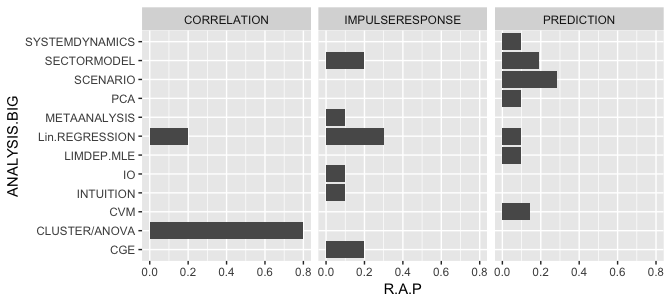 CORRELATION IMPULSERESPONSE PREDICTION
SYSTEMDYNAMICS
SECTORMODEL
SCENARIO
PCA
METAANALYSIS
Lin.REGRESSION
LIMDEP.MLE
IO
INTUITION
CVM
CLUSTER/ANOVA
CGE
ANALYSIS.BIG
0.0 0.2 0.4 0.6 0.8 0.0 0.2 0.4 0.6 0.8 0.0 0.2 0.4 0.6 0.8
R.A.P